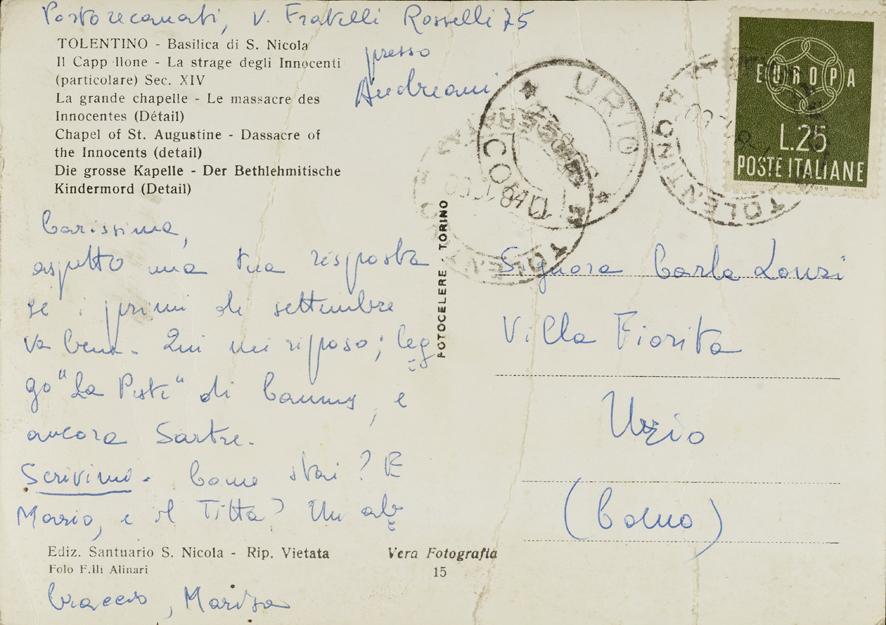 Portorecanati, V. Fratelli Rosselli 75
presso
Andreani
TOLENTINO - Basilica di S. Nicola
Il Capp llone - La strage degli Innocenti
(particolare) Sec. XIV
La grande chapelle - Le massacre des
Innocentes (Détail)
Chapel of St. Augustine - Dassacre of
the Innocents (detail)
Die grosse Kapelle - Der Bethlehmitische
Kindermord (Detail)
EUROPA
L.25
POSTE ITALIANE
URIO
TOLENTINO
TOLENTINO
Carissima,
aspetto una tua risposta
se i primi di settembre
va bene. Qui mi riposo; leg
go "La Peste" di Camus, e
ancora Sartre.
Scrivimi. Come stai? E
Mario, e il Titta? Un ab
braccio, Marisa
FOTOCELERE - TORINO
Signora Carla Lonzi
Villa Fiorita
Urio
(Como)
Ediz. Santuario S. Nicola - Rip. Vietata
Folo F.lli Alinari
Vera Fotografia
15